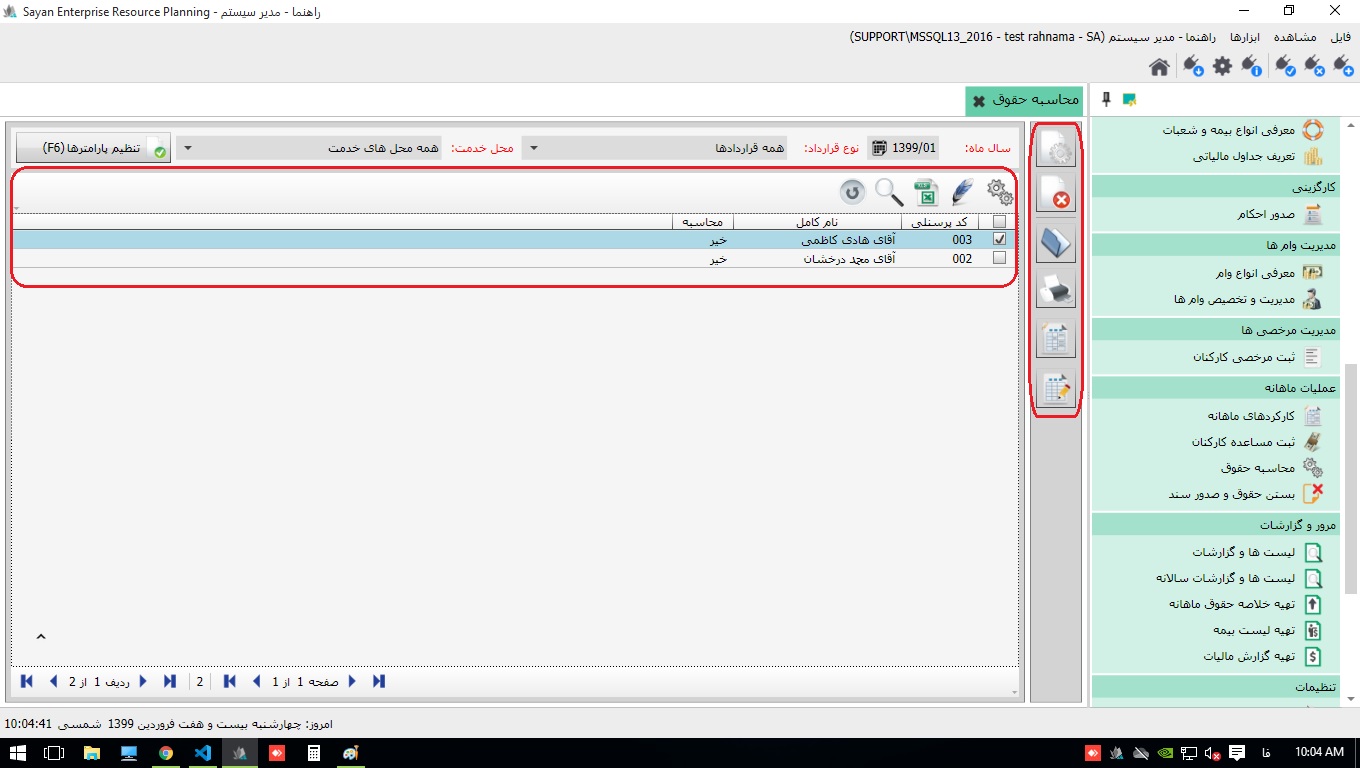 راهنما - مدیر سیستم - Sayan Enterprise Resource Planning
فایل مشاهده ابزارها راهنما - مدیر سیستم (SUPPORT\MSSQL13_2016 - test rahnama - SA)
محاسبه حقوق
سال ماه: 1399/01 نوع قرارداد: همه قراردادها محل خدمت: همه محل های خدمت تنظیم پارامترها (F6)
کد پرسنلی نام کامل محاسبه
003 آقای هادی کاظمی خیر
002 آقای محمد درخشان خیر
صفحه 1 از 1
2
ردیف 1 از 2
معرفی انواع بیمه و شعبات
تعریف جداول مالیاتی
کارگزینی
صدور احکام
مدیریت وام ها
معرفی انواع وام
مدیریت و تخصیص وام ها
مدیریت مرخصی ها
ثبت مرخصی کارکنان
عملیات ماهانه
کارکردهای ماهانه
ثبت مساعده کارکنان
محاسبه حقوق
بستن حقوق و صدور سند
مرور و گزارشات
لیست ها و گزارشات
لیست ها و گزارشات سالانه
تهیه خلاصه حقوق ماهانه
تهیه لیست بیمه
تهیه گزارش مالیات
تنظیمات
امروز: چهارشنبه بیست و هفت فروردین 1399 شمسی 10:04:41
فا 10:04 AM